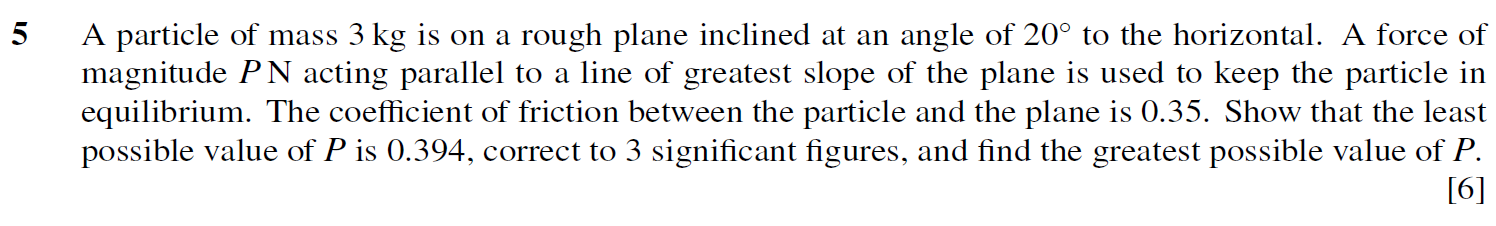 5 A particle of mass 3 kg is on a rough plane inclined at an angle of 20° to the horizontal. A force of
magnitude P N acting parallel to a line of greatest slope of the plane is used to keep the particle in
equilibrium. The coefficient of friction between the particle and the plane is 0.35. Show that the least
possible value of P is 0.394, correct to 3 significant figures, and find the greatest possible value of P.
[6]